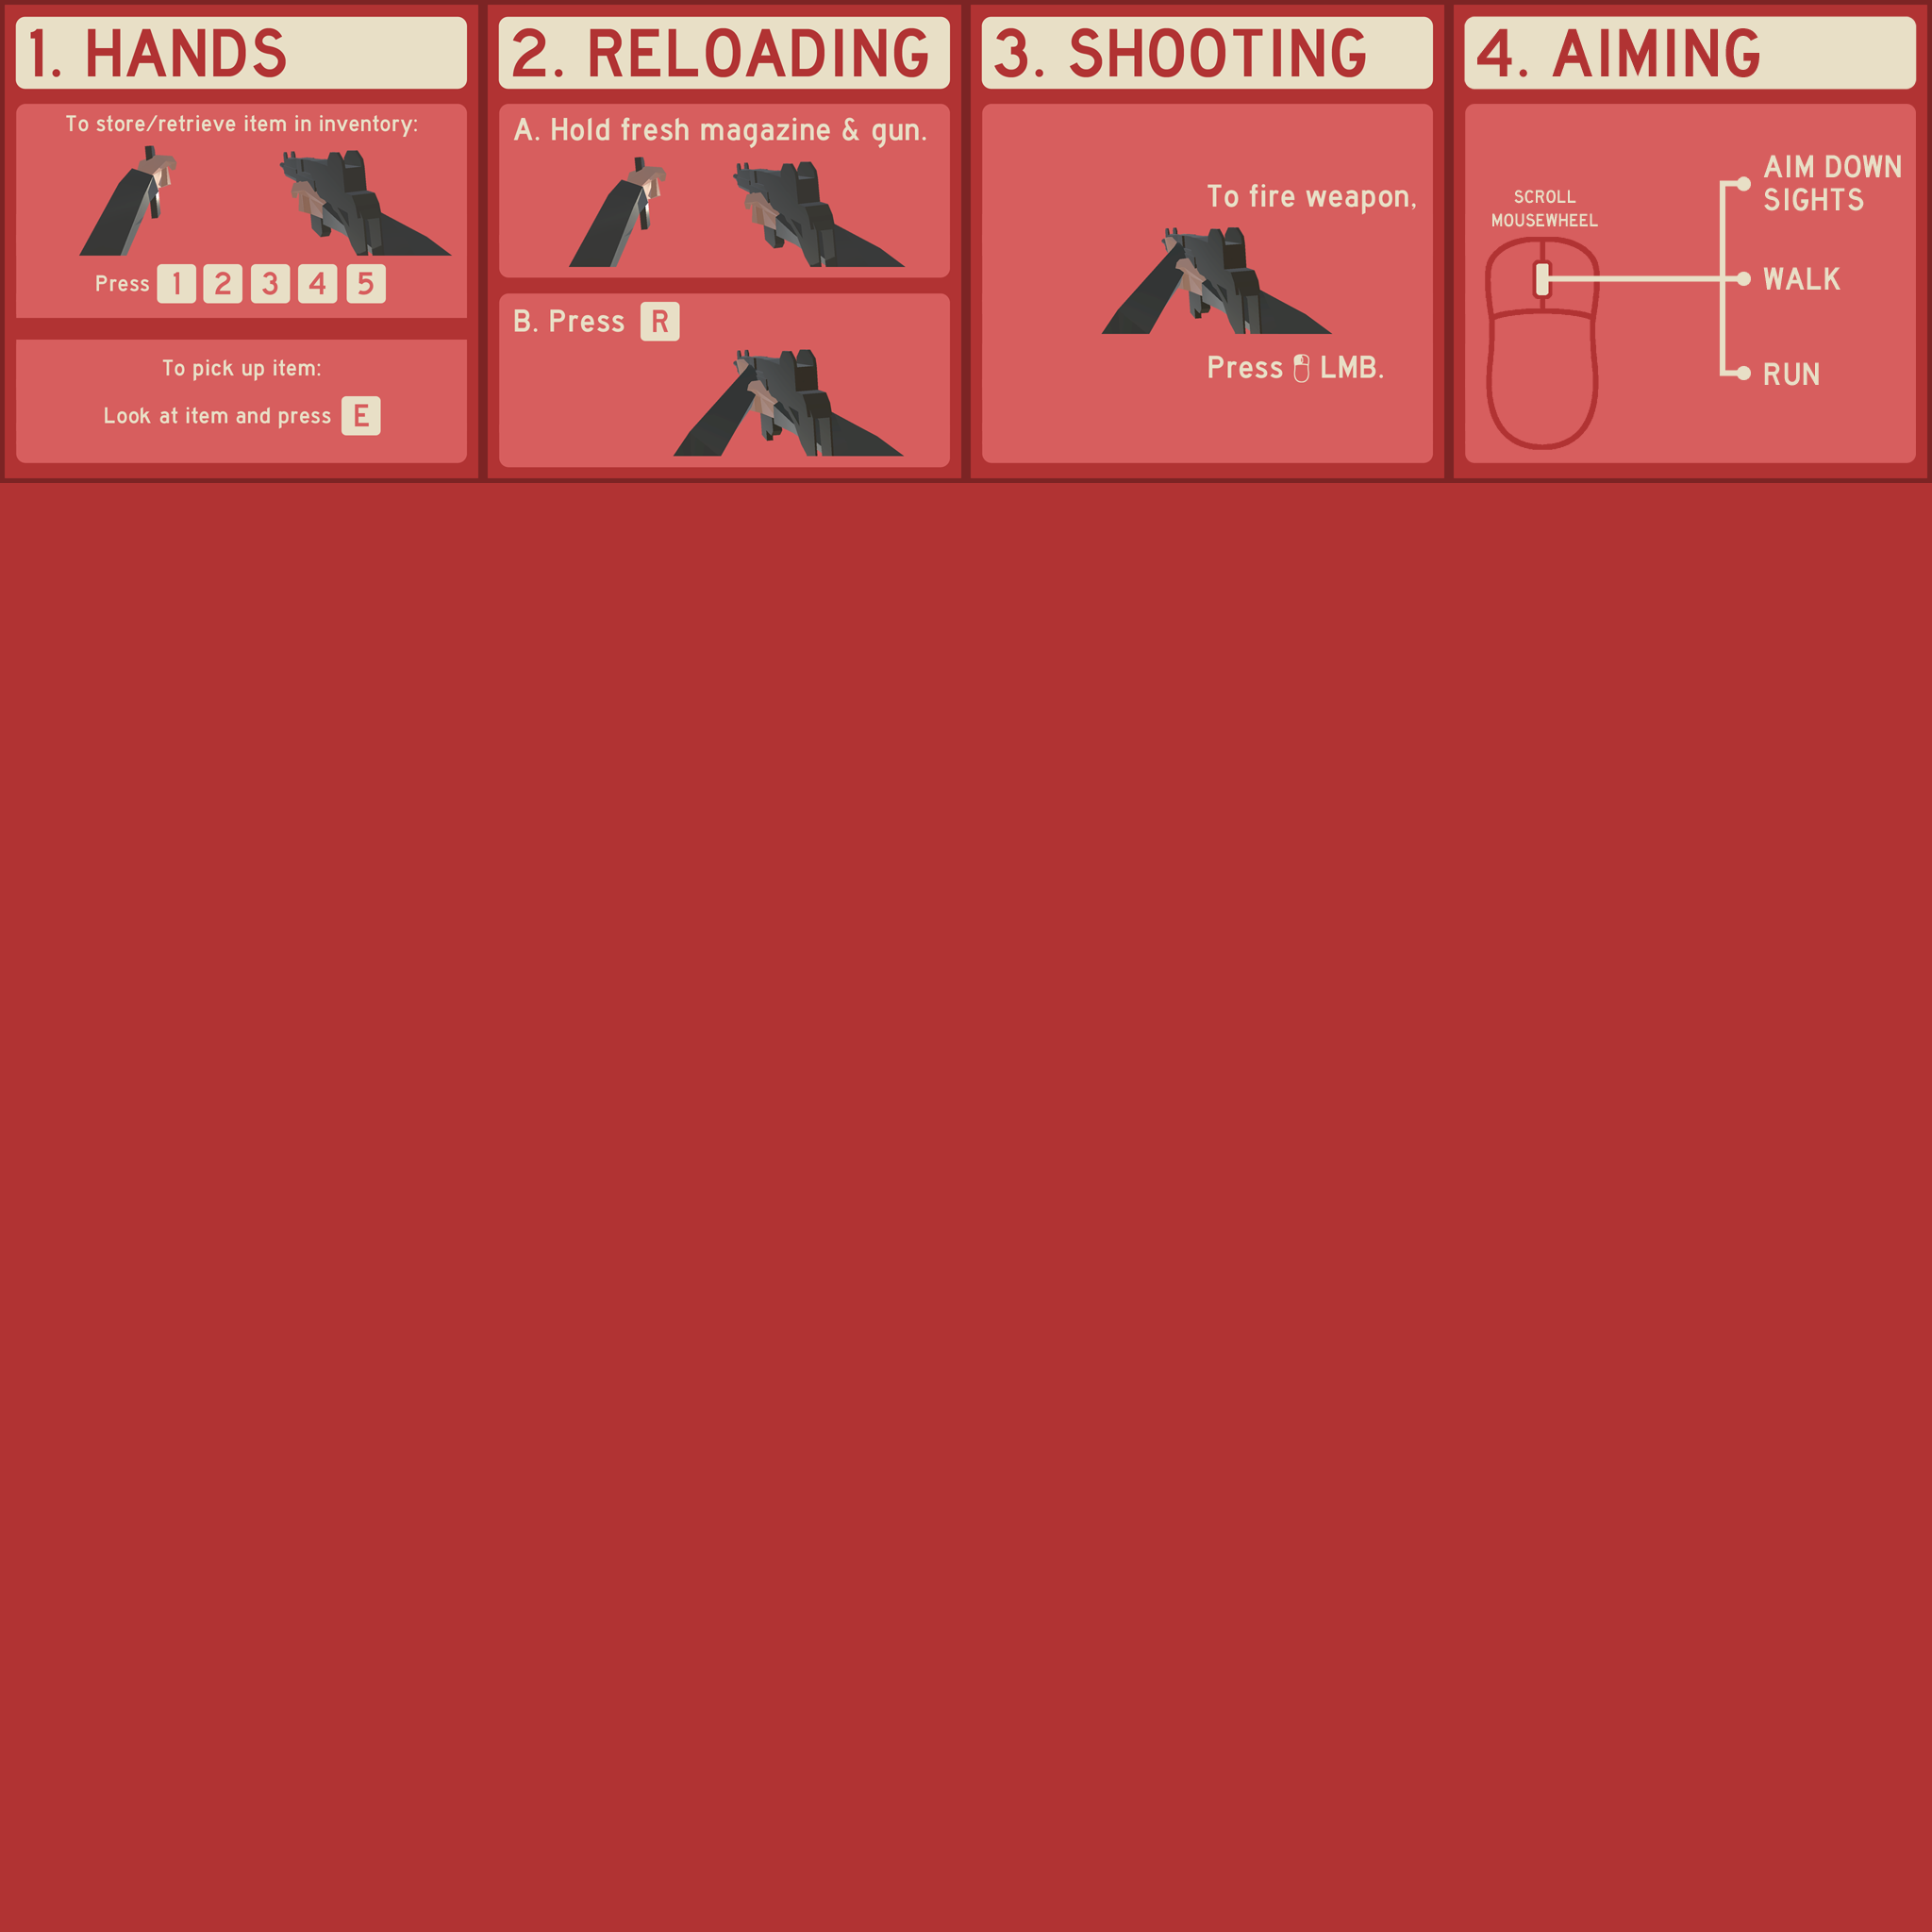 1. HANDS
To store/retrieve item in inventory:
Press 1 2 3 4 5
To pick up item:
Look at item and press E
2. RELOADING
A. Hold fresh magazine & gun.
B. Press R
3. SHOOTING
To fire weapon,
Press LMB.
4. AIMING
SCROLL
MOUSEWHEEL
AIM DOWN
SIGHTS
WALK
RUN